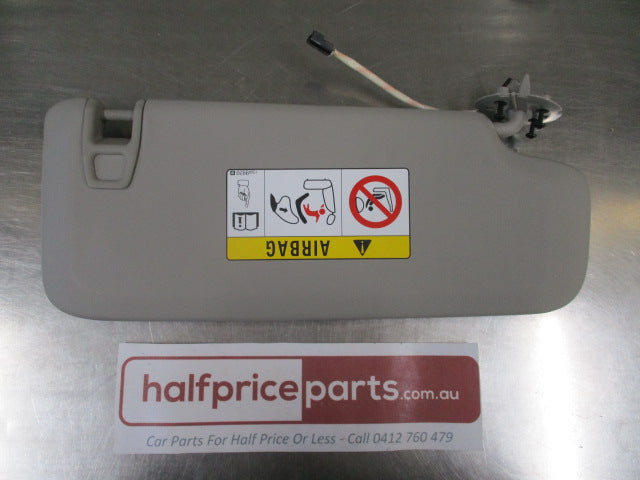 AIRBAG
halfpriceparts.com.au
Car Parts For Half Price Or Less - Call 0412 760 479